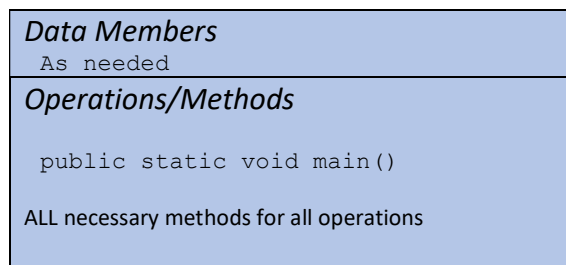 Data Members
As needed
Operations/Methods
public static void main()
ALL necessary methods for all operations